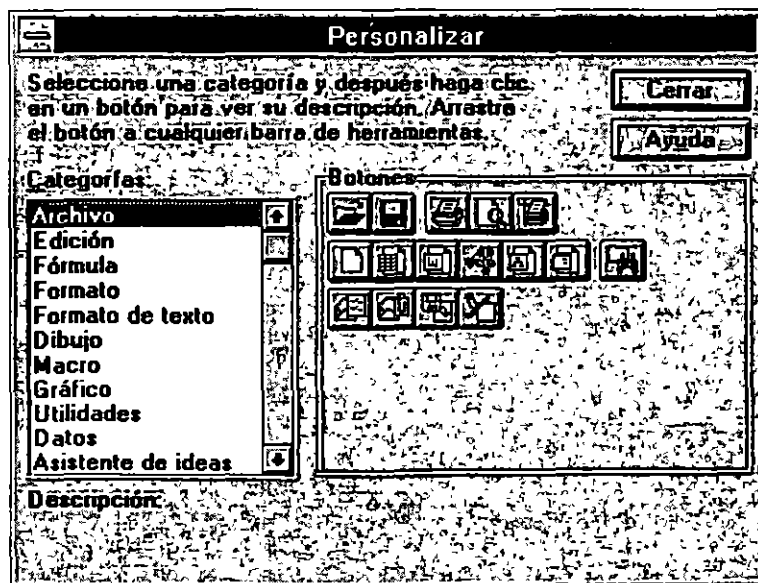 Personalizar
Seleccione una categoría y después haga clic
en un botón para ver su descripción. Arrastre
el botón a cualquier barra de herramientas.
Cerrar
Ayuda
Categorías:
Archivo
Edición
Fórmula
Formato
Formato de texto
Dibujo
Macro
Gráfico
Utilidades
Datos
Asistente de ideas
Botones
Descripción: